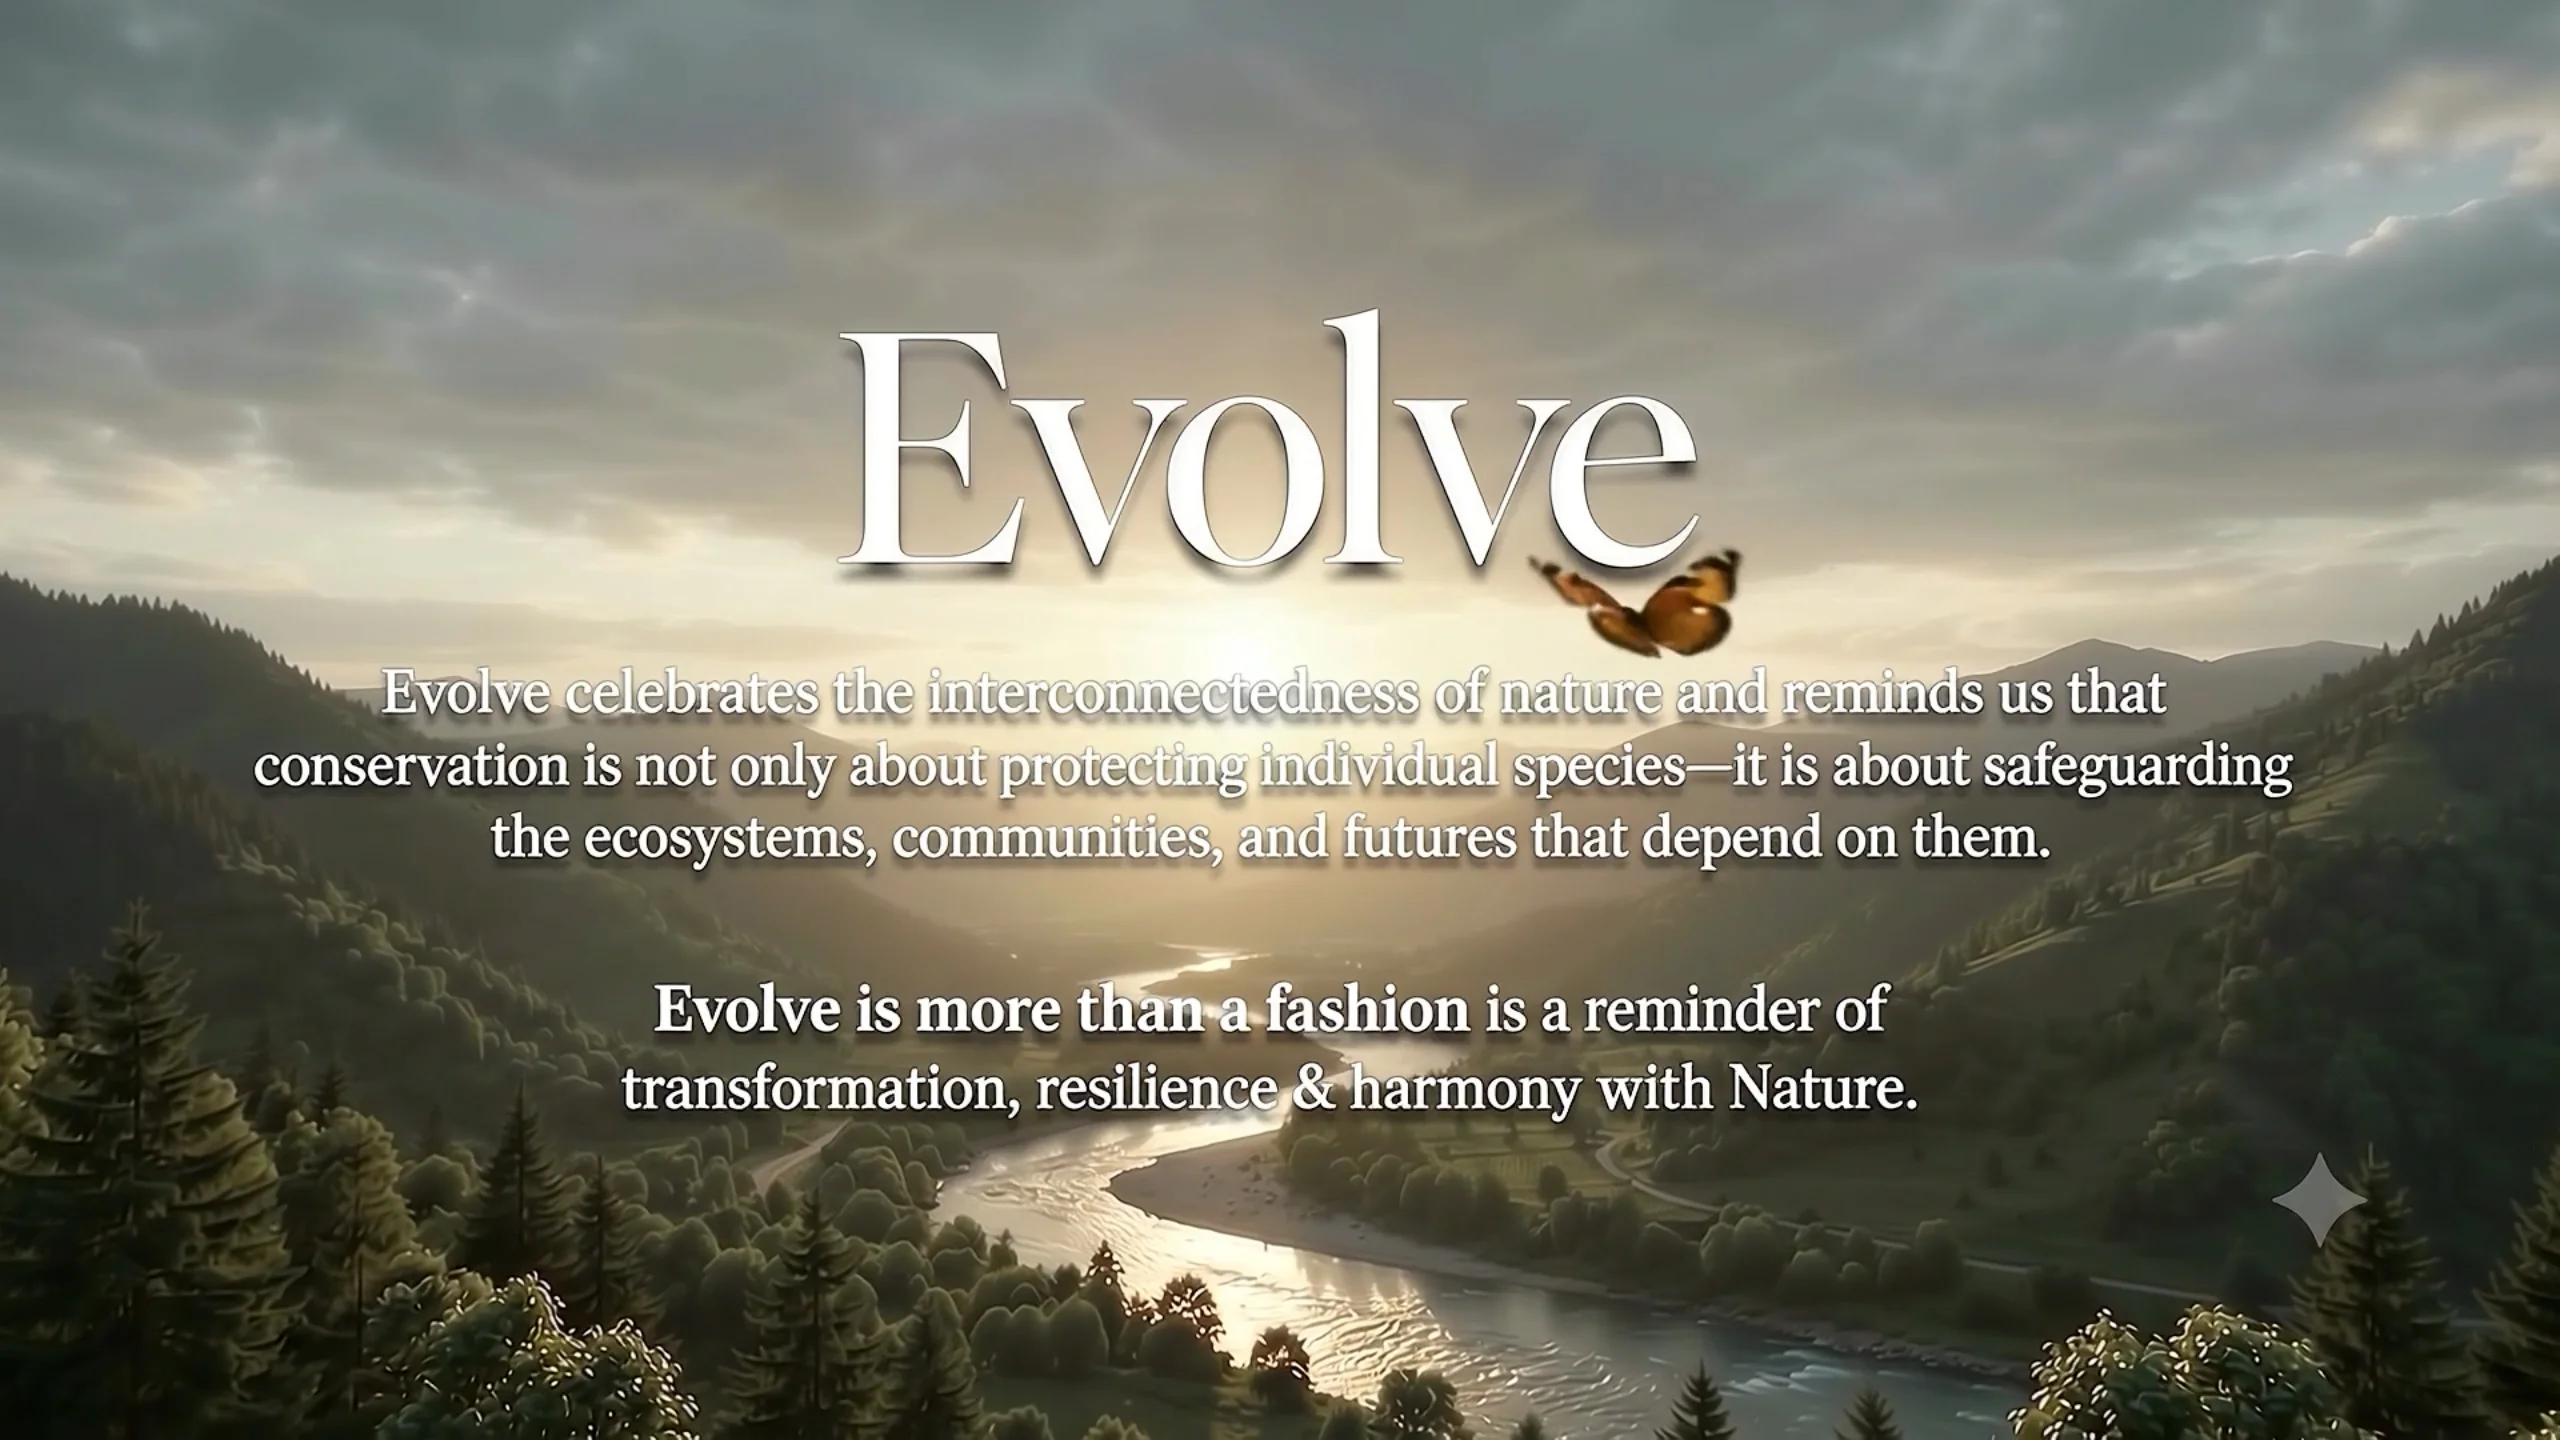 Evolve
Evolve celebrates the interconnectedness of nature and reminds us that
conservation is not only about protecting individual species—it is about safeguarding
the ecosystems, communities, and futures that depend on them.
Evolve is more than a fashion is a reminder of
transformation, resilience & harmony with Nature.